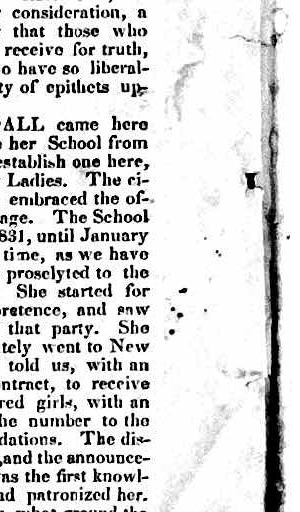 consideration, a
that those who
receive for truth,
o have so liberal-
ty of epithets up-
ALL came here
her School from
establish one here,
Ladies. The ci-
embraced the of-
age. The School
831, until January
time, as we have
proselyted to the
She started for
pretence, and saw
that party. She
tely went to New
told us, with an
ntract, to receive
red girls, with an
he number to the
dations. The dis-
,and the announce-
as the first knowl-
nd patronized her.